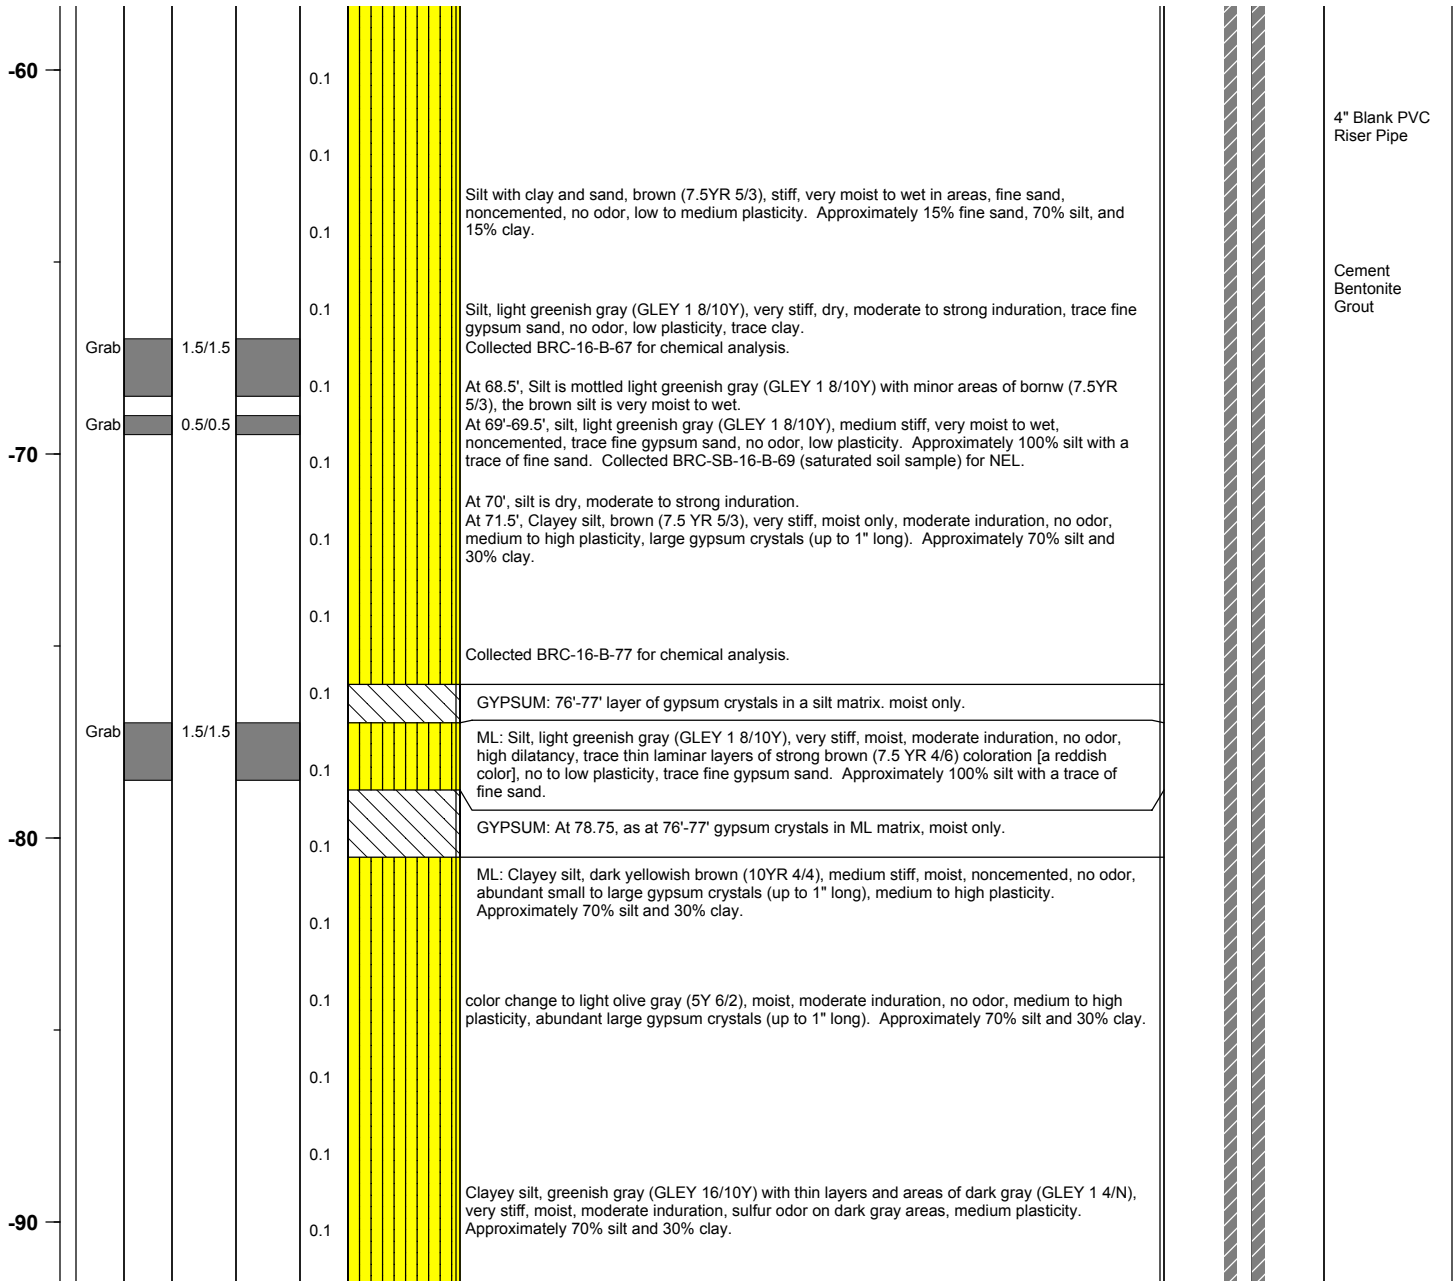 -60
0.1
4" Blank PVC
Riser Pipe
0.1
Silt with clay and sand, brown (7.5YR 5/3), stiff, very moist to wet in areas, fine sand,
noncemented, no odor, low to medium plasticity. Approximately 15% fine sand, 70% silt, and
15% clay.
0.1
Cement
Bentonite
Grout
0.1
Silt, light greenish gray (GLEY 1 8/10Y), very stiff, dry, moderate to strong induration, trace fine
gypsum sand, no odor, low plasticity, trace clay.
Grab
1.5/1.5
Collected BRC-16-B-67 for chemical analysis.
0.1
At 68.5', Silt is mottled light greenish gray (GLEY 1 8/10Y) with minor areas of bornw (7.5YR
5/3), the brown silt is very moist to wet.
Grab
0.5/0.5
At 69'-69.5', silt, light greenish gray (GLEY 1 8/10Y), medium stiff, very moist to wet,
noncemented, trace fine gypsum sand, no odor, low plasticity. Approximately 100% silt with a
trace of fine sand. Collected BRC-SB-16-B-69 (saturated soil sample) for NEL.
-70
0.1
At 70', silt is dry, moderate to strong induration.
At 71.5', Clayey silt, brown (7.5 YR 5/3), very stiff, moist only, moderate induration, no odor,
medium to high plasticity, large gypsum crystals (up to 1" long). Approximately 70% silt and
30% clay.
0.1
0.1
Collected BRC-16-B-77 for chemical analysis.
0.1
GYPSUM: 76'-77' layer of gypsum crystals in a silt matrix. moist only.
Grab
1.5/1.5
ML: Silt, light greenish gray (GLEY 1 8/10Y), very stiff, moist, moderate induration, no odor,
high dilatancy, trace thin laminar layers of strong brown (7.5 YR 4/6) coloration [a reddish
color], no to low plasticity, trace fine gypsum sand. Approximately 100% silt with a trace of
fine sand.
0.1
GYPSUM: At 78.75, as at 76'-77' gypsum crystals in ML matrix, moist only.
-80
0.1
ML: Clayey silt, dark yellowish brown (10YR 4/4), medium stiff, moist, noncemented, no odor,
abundant small to large gypsum crystals (up to 1" long), medium to high plasticity.
Approximately 70% silt and 30% clay.
0.1
0.1
color change to light olive gray (5Y 6/2), moist, moderate induration, no odor, medium to high
plasticity, abundant large gypsum crystals (up to 1" long). Approximately 70% silt and 30% clay.
0.1
0.1
Clayey silt, greenish gray (GLEY 16/10Y) with thin layers and areas of dark gray (GLEY 1 4/N),
very stiff, moist, moderate induration, sulfur odor on dark gray areas, medium plasticity.
Approximately 70% silt and 30% clay.
-90
0.1